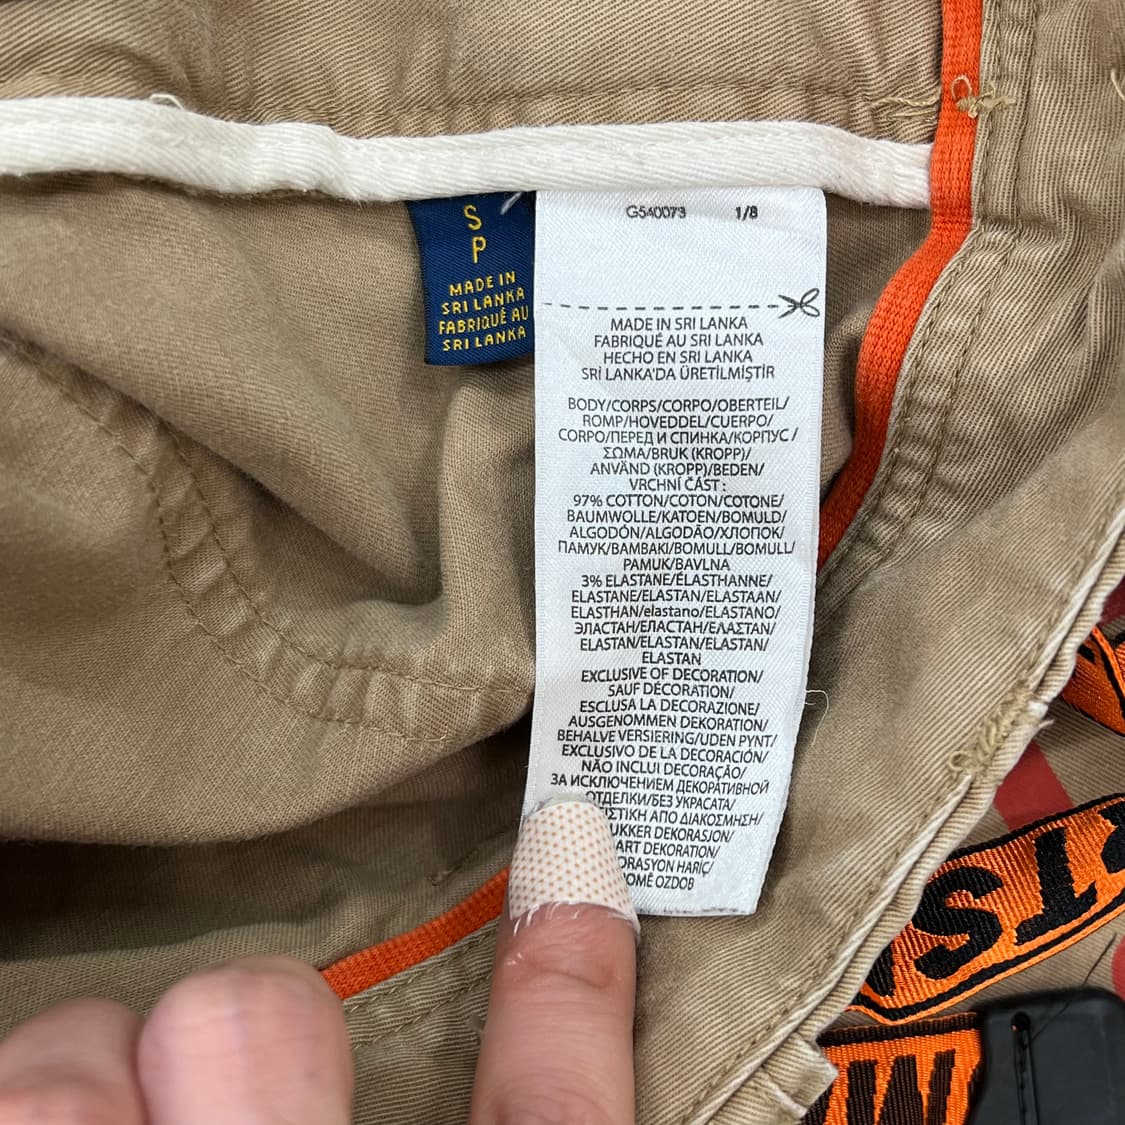 S
P
MADE IN
SRI LANKA
FABRIQUÉ AU
SRI LANKA
G540073 1/8
MADE IN SRI LANKA
FABRIQUÉ AU SRI LANKA
HECHO EN SRI LANKA
SRİ LANKA'DA ÜRETİLMİŞTİR
BODY/CORPS/CORPO/OBERTEIL/
ROMP/HOVEDDEL/CUERPO/
CORPO/ПЕРЕД И СПИНКА/КОРПУС /
ΣΩΜΑ/BRUK (KROPP)/
ANVÄND (KROPP)/BEDEN/
VRCHNÍ ČÁST :
97% COTTON/COTON/COTONE/
BAUMWOLLE/KATOEN/BOMULD/
ALGODÓN/ALGODÃO/ХЛОПОК/
ПАМУК/ΒΑΜΒΑΚΙ/BOMULL/BOMULL/
PAMUK/BAVLNA
3% ELASTANE/ÉLASTHANNE/
ELASTANE/ELASTAN/ELASTAAN/
ELASTHAN/elastano/ELASTANO/
ЭЛАСТАН/ЕЛАСТАН/ΕΛΑΣΤΑΝ/
ELASTAN/ELASTAN/ELASTAN/
ELASTAN
EXCLUSIVE OF DECORATION/
SAUF DÉCORATION/
ESCLUSA LA DECORAZIONE/
AUSGENOMMEN DEKORATION/
BEHALVE VERSIERING/UDEN PYNT/
EXCLUSIVO DE LA DECORACIÓN/
NÃO INCLUI DECORAÇÃO/
ЗА ИСКЛЮЧЕНИЕМ ДЕКОРАТИВНОЙ
ОТДЕЛКИ/БЕЗ УКРАСАТА/
ΑΠΟ ΔΙΑΚΟΣΜΗΣΗ/
UKKER DEKORASJON/
ART DEKORATION/
ORASYON HARİÇ/
OMĚ OZDOB